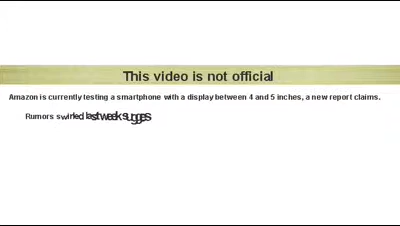 This video is not official
Amazon is currently testing a smartphone with a display between 4 and 5 inches, a new report claims.
Rumors swirled last week sugges